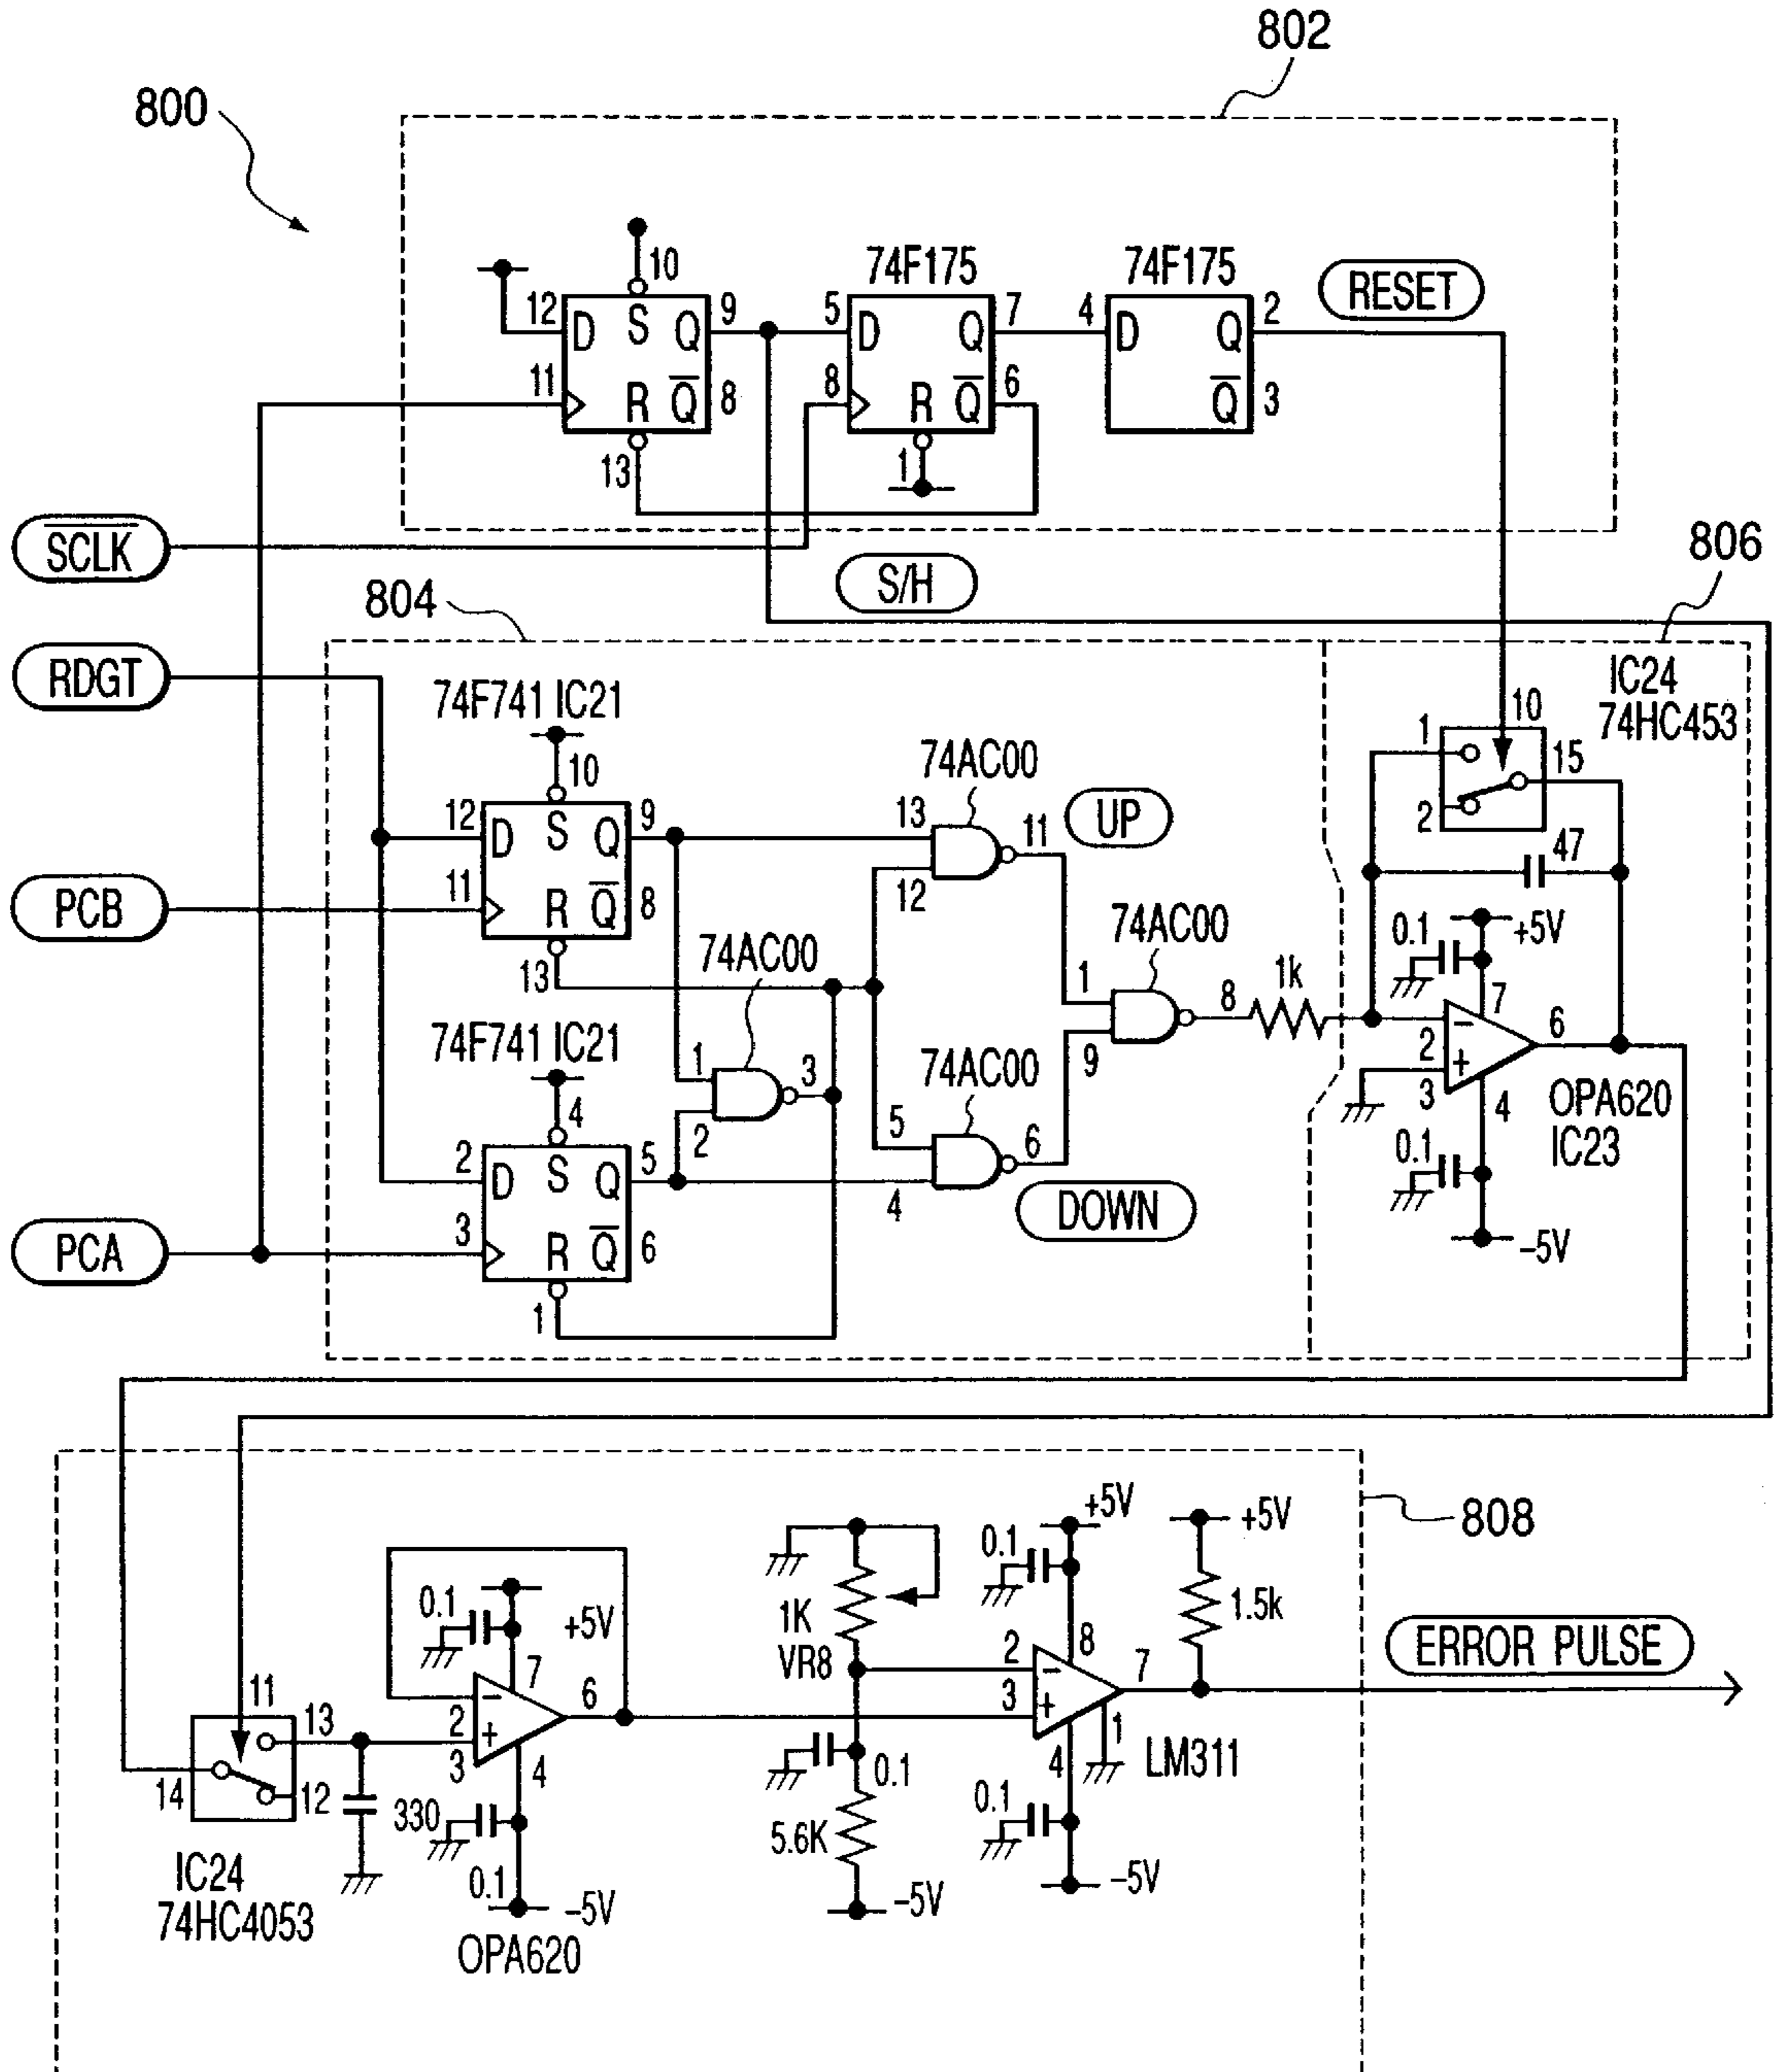 802
800
10
74F175
74F175
RESET
12
D
S
Q
9
5
D
Q
7
4
D
Q
2
11
R
Q
8
8
R
Q
6
Q
3
13
1
SCLK
S/H
806
804
RDGT
IC24
74HC453
74F741 IC21
10
1
15
10
74AC00
UP
2
12
D
S
Q
9
13
11
47
11
R
Q
8
12
PCB
74AC00
74AC00
0.1
+5V
13
1
1k
7
8
74F741 IC21
2
6
1
3
74AC00
9
4
3
4
OPA620
IC23
2
5
6
0.1
2
D
S
Q
5
4
DOWN
3
R
Q
6
PCA
-5V
1
808
+5V
+5V
0.1
0.1
+5V
1K
1.5k
VR8
ERROR PULSE
8
7
2
7
11
6
3
13
2
1
3
4
0.1
4
LM311
14
12
330
0.1
5.6K
IC24
74HC4053
0.1
-5V
-5V
-5V
OPA620
-
+
-
+
-
+